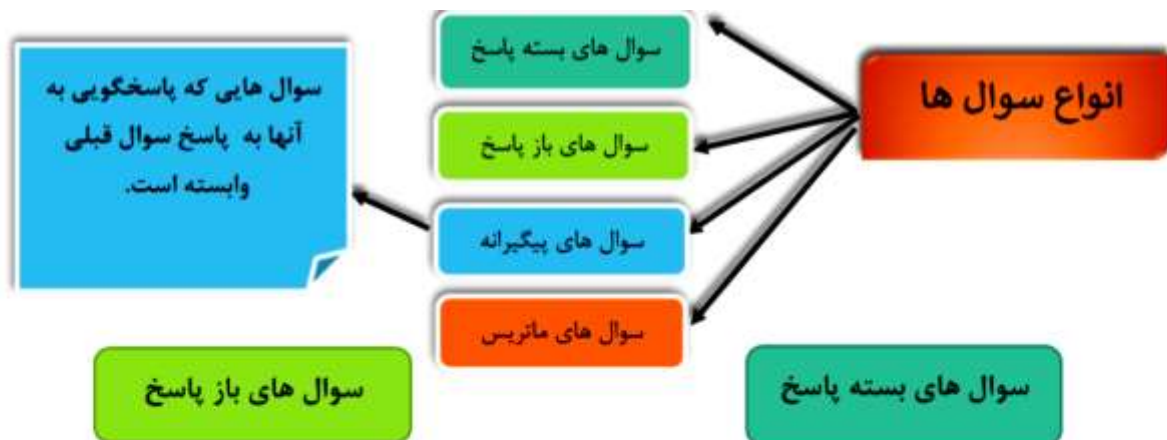 انواع سوال ها
سوال های بسته پاسخ
سوال های باز پاسخ
سوال های پیگیرانه
سوال های ماتریس
سوال هایی که پاسخگویی به
آنها به پاسخ سوال قبلی
وابسته است.
سوال های بسته پاسخ
سوال های باز پاسخ